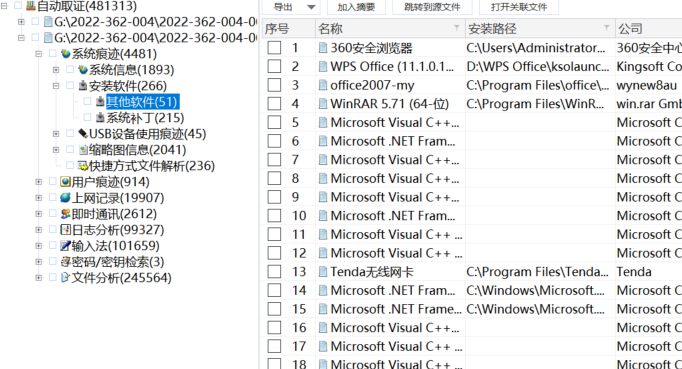 自动取证(481313)
G:\2022-362-004\2022-362-004-00
G:\2022-362-004\2022-362-004-00
系统痕迹(4481)
系统信息(1893)
安装软件(266)
其他软件(51)
系统补丁(215)
USB设备使用痕迹(45)
缩略图信息(2041)
快捷方式文件解析(236)
用户痕迹(914)
上网记录(19907)
即时通讯(2612)
日志分析(99327)
输入法(101659)
密码/密钥检索(3)
文件分析(245564)
导出 加入摘要 跳转到源文件 打开关联文件
序号 名称 安装路径 公司
1 360安全浏览器 C:\Users\Administrator... 360安全中心
2 WPS Office (11.1.0.1... D:\WPS Office\ksolaunc... Kingsoft Co
3 office2007-my C:\Program Files\office\... wynew8au
4 WinRAR 5.71 (64-位) C:\Program Files\WinR... win.rar Gmb
5 Microsoft Visual C++... Microsoft C
6 Microsoft .NET Fram... Microsoft C
7 Microsoft Visual C++... Microsoft C
8 Microsoft Visual C++... Microsoft C
9 Microsoft Visual C++... Microsoft C
10 Microsoft .NET Fram... Microsoft C
11 Microsoft Visual C++ ... Microsoft C
12 Microsoft Visual C++... Microsoft C
13 Tenda无线网卡 C:\Program Files\Tenda... Tenda
14 Microsoft .NET Fram... C:\Windows\Microsoft.... Microsoft C
15 Microsoft .NET Frame... C:\Windows\Microsoft.... Microsoft C
16 Microsoft Visual C++ ... Microsoft C
17 Microsoft Visual C++ ... Microsoft C
18 Microsoft Visual C++ ... Microsoft C